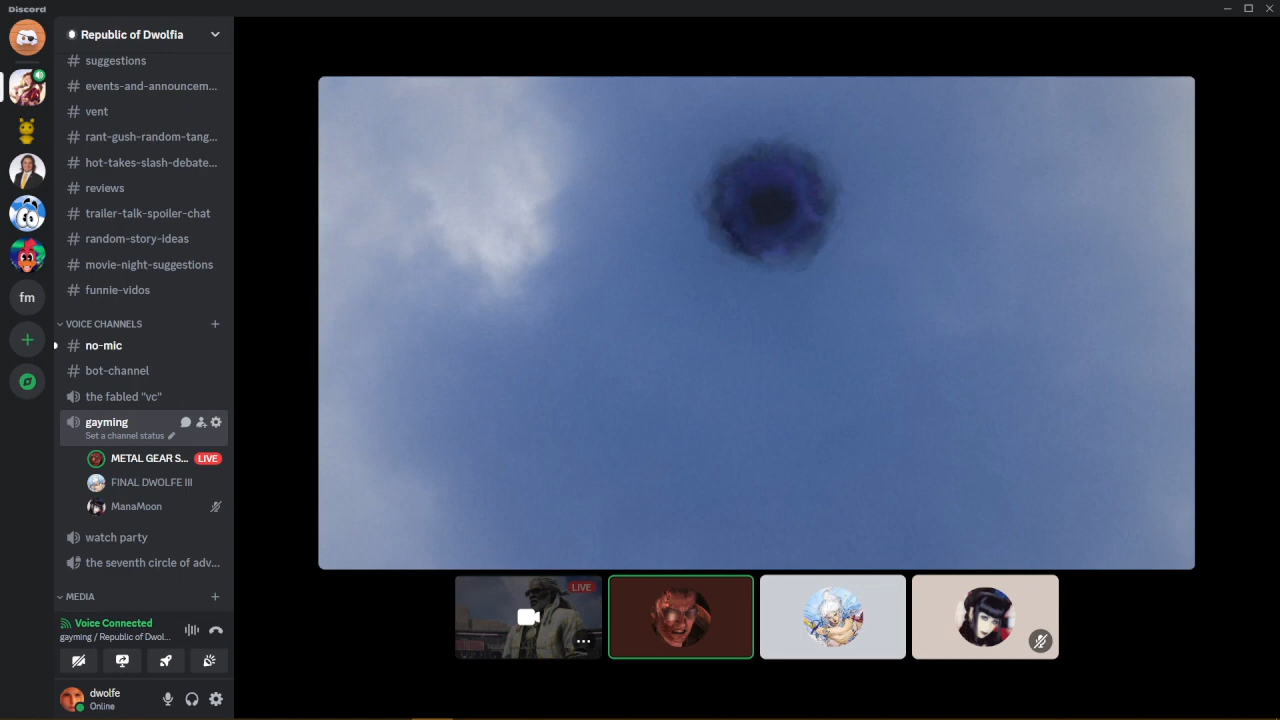 Discord
Republic of Dwolfia
suggestions
events-and-announcem...
vent
rant-gush-random-tang...
hot-takes-slash-debate...
reviews
trailer-talk-spoiler-chat
random-story-ideas
movie-night-suggestions
funnie-vidos
fm
VOICE CHANNELS
no-mic
bot-channel
the fabled "vc"
gayming
Set a channel status
METAL GEAR S... LIVE
FINAL DWOLFE III
ManaMoon
watch party
the seventh circle of adv...
MEDIA
LIVE
Voice Connected
gayming / Republic of Dwol...
dwolfe
Online